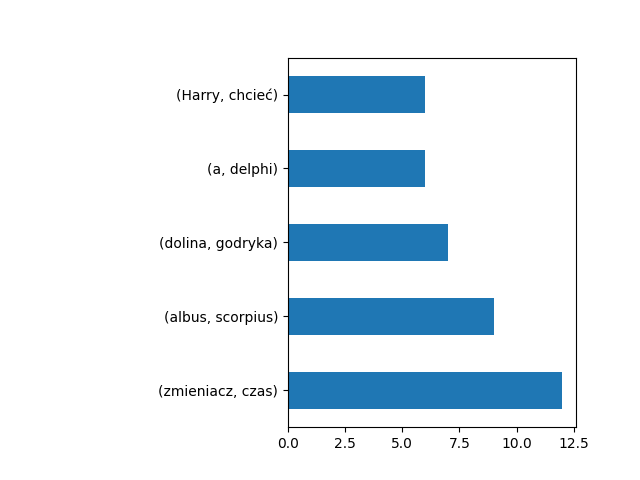 (Harry, chcieć)
(a, delphi)
(dolina, godryka)
(albus, scorpius)
(zmieniacz, czas)
0.0 2.5 5.0 7.5 10.0 12.5